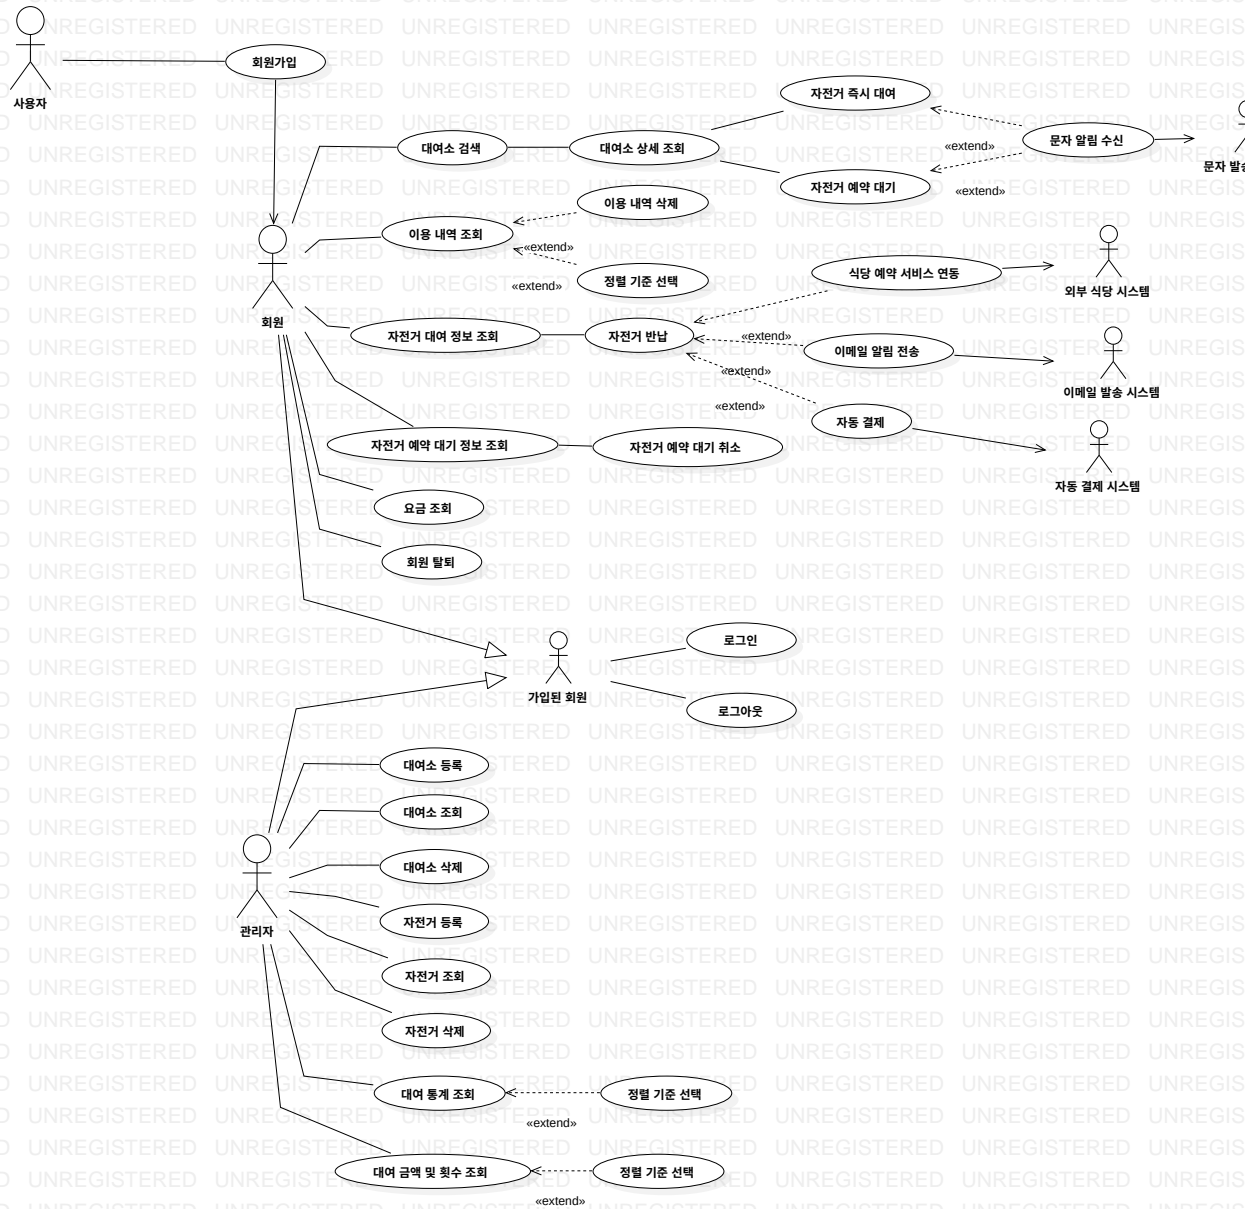 사용자
회원가입
자전거 즉시 대여
대여소 검색
대여소 상세 조회
«extend»
문자 알림 수신
문자 발송
자전거 예약 대기
«extend»
이용 내역 삭제
이용 내역 조회
«extend»
정렬 기준 선택
«extend»
식당 예약 서비스 연동
외부 식당 시스템
회원
자전거 대여 정보 조회
자전거 반납
«extend»
이메일 알림 전송
«extend»
이메일 발송 시스템
«extend»
자동 결제
자동 결제 시스템
자전거 예약 대기 정보 조회
자전거 예약 대기 취소
요금 조회
회원 탈퇴
로그인
가입된 회원
로그아웃
대여소 등록
대여소 조회
대여소 삭제
자전거 등록
관리자
자전거 조회
자전거 삭제
대여 통계 조회
정렬 기준 선택
«extend»
대여 금액 및 횟수 조회
정렬 기준 선택
«extend»
UNREGISTERED